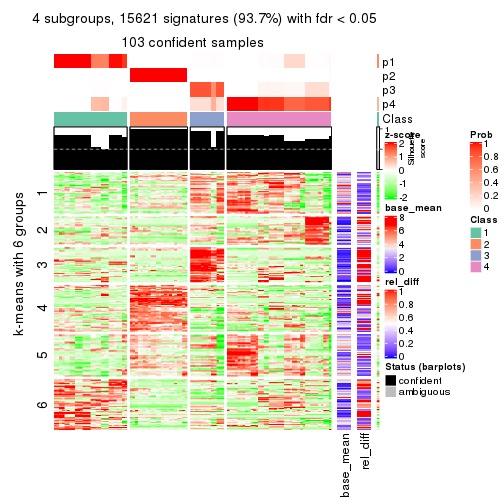 4 subgroups, 15621 signatures (93.7%) with fdr < 0.05
103 confident samples
p1
p2
p3
p4
Class
1
Silhouette
score
k-means with 6 groups
1
2
3
4
5
6
base_mean
rel_diff
z-score
2
1
0
-1
-2
base_mean
8
6
4
2
0
rel_diff
1
0.8
0.6
0.4
0.2
0
Status (barplots)
confident
ambiguous
Prob
1
0.8
0.6
0.4
0.2
0
Class
1
2
3
4